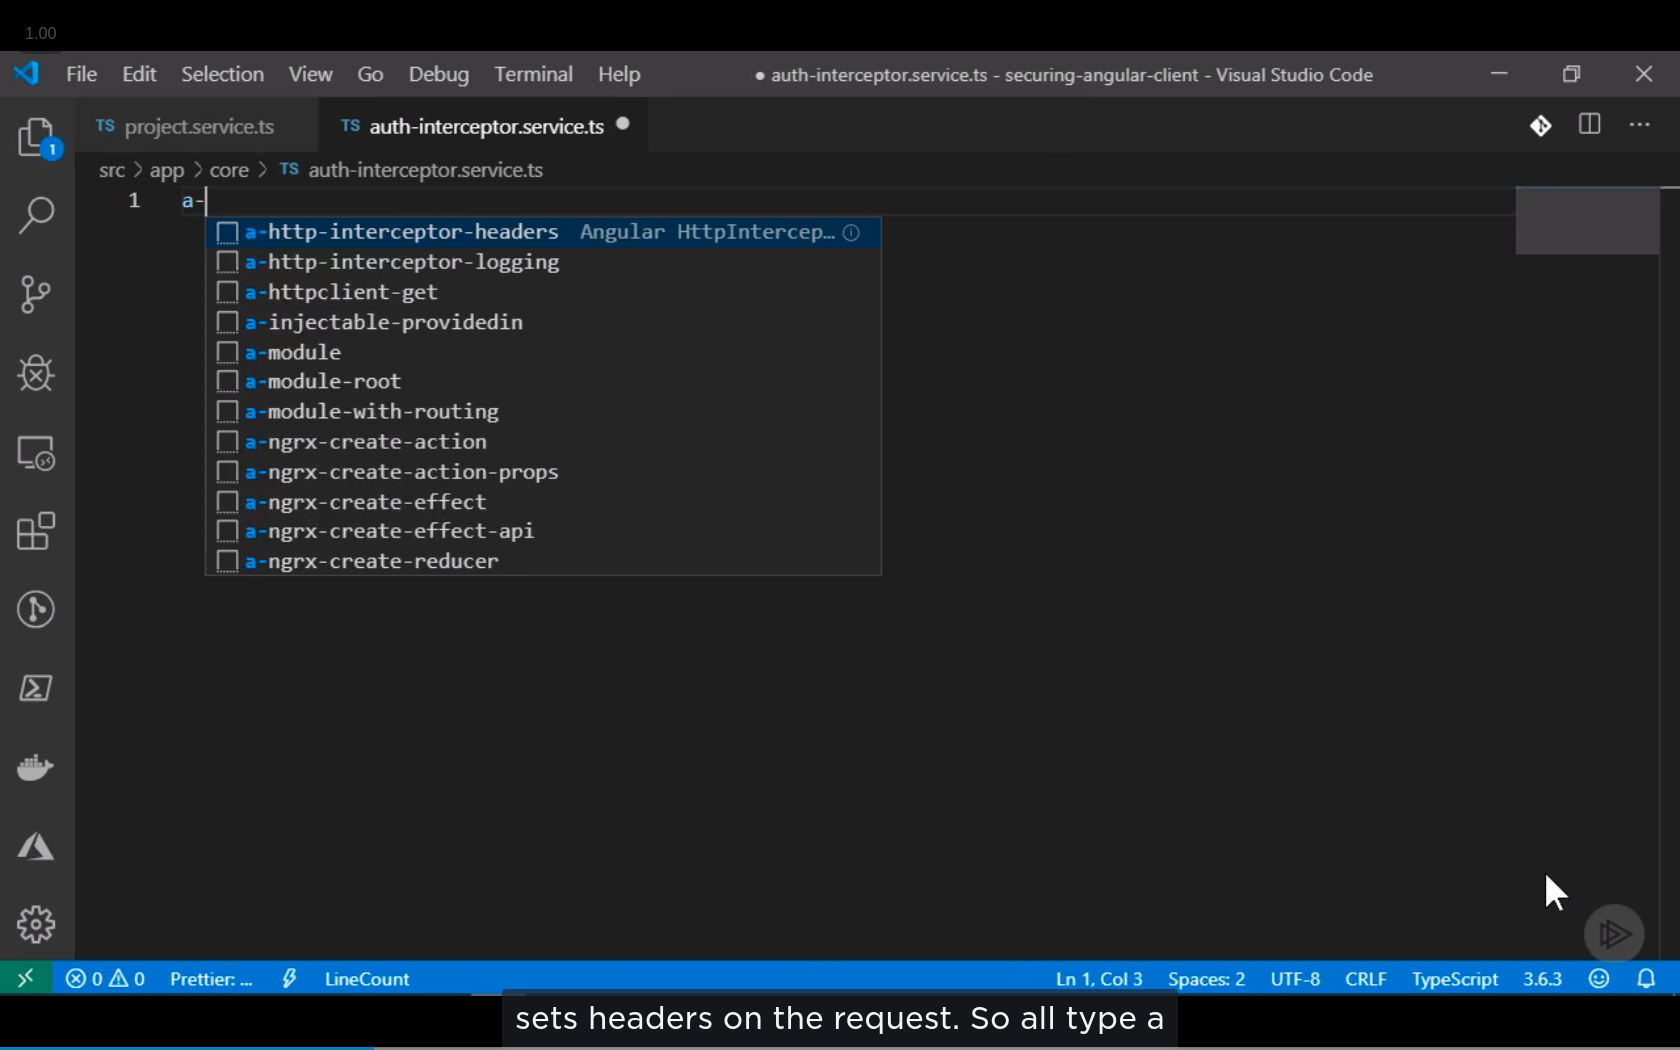 1.00
File Edit Selection View Go Debug Terminal Help
● auth-interceptor.service.ts - securing-angular-client - Visual Studio Code
1
TS project.service.ts
TS auth-interceptor.service.ts
src > app > core > TS auth-interceptor.service.ts
1 a-
a-http-interceptor-headers Angular HttpIntercep...
a-http-interceptor-logging
a-httpclient-get
a-injectable-providedin
a-module
a-module-root
a-module-with-routing
a-ngrx-create-action
a-ngrx-create-action-props
a-ngrx-create-effect
a-ngrx-create-effect-api
a-ngrx-create-reducer
0 0 Prettier: ... LineCount Ln 1, Col 3 Spaces: 2 UTF-8 CRLF TypeScript 3.6.3
sets headers on the request. So all type a